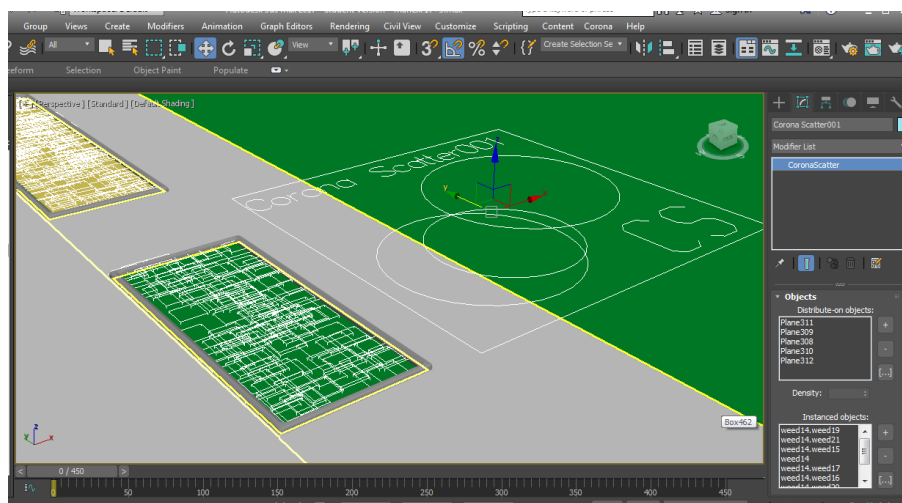 Group Views Create Modifiers Animation Graph Editors Rendering Civil View Customize Scripting Content Corona Help
All View Create Selection Se
eform Selection Object Paint Populate
[+] [Perspective] [Standard] [Default Shading]
Corona Scatter001
CS
y
x
Box462
z
y
x
Corona Scatter001
Modifier List
CoronaScatter
Objects
Distribute-on objects:
Plane311
Plane309
Plane308
Plane310
Plane312
+
-
[...]
Density:
Instanced objects:
weed14.weed19
weed14.weed21
weed14.weed15
weed14
weed14.weed17
weed14.weed16
+
-
[...]
< 0 / 450 >
0 50 100 150 200 250 300 350 400 450